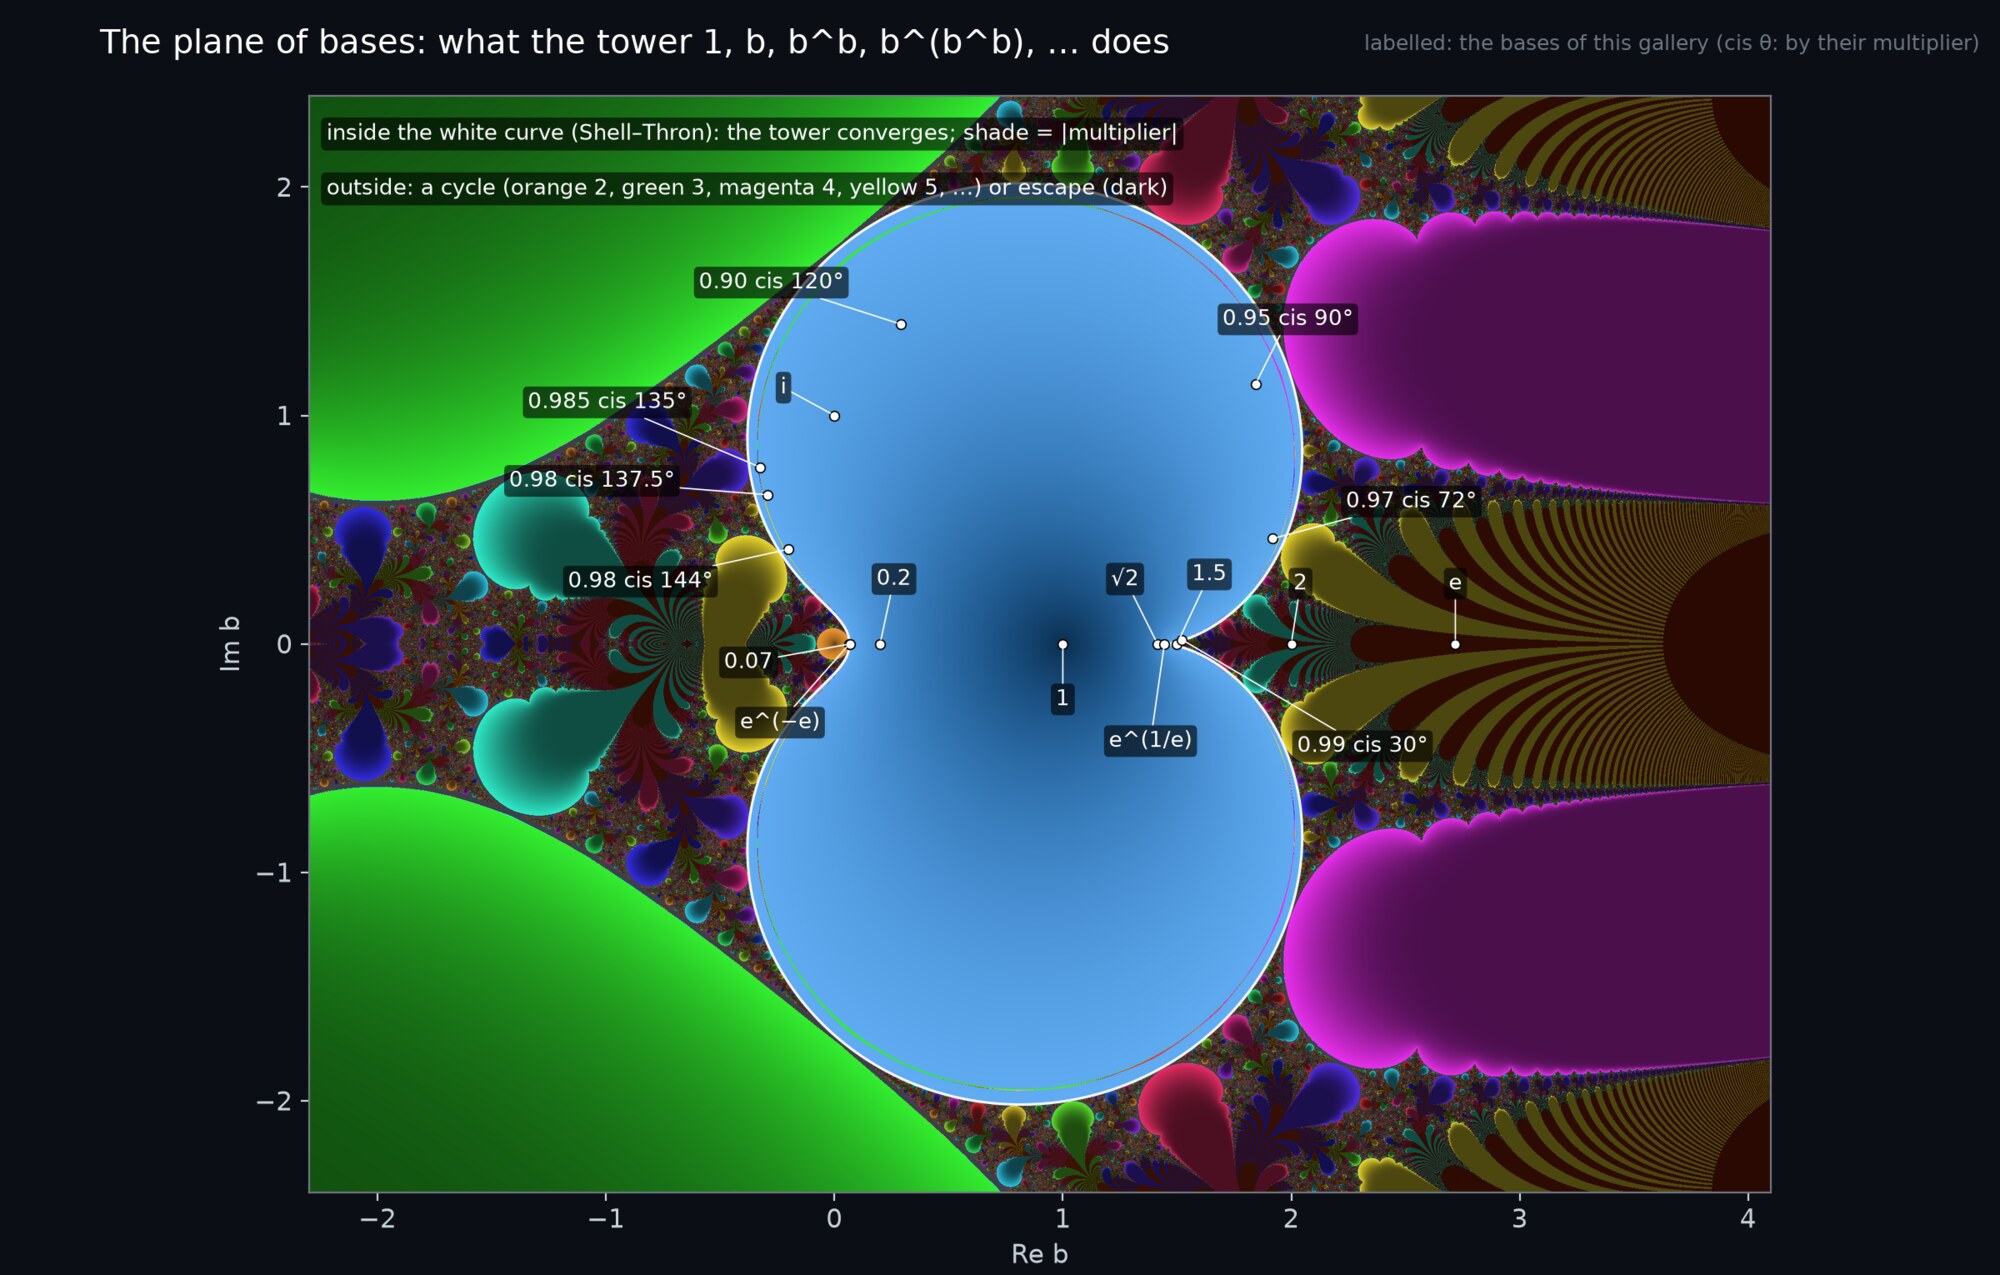 The plane of bases: what the tower 1, b, b^b, b^(b^b), ... does
labelled: the bases of this gallery (cis θ: by their multiplier)
inside the white curve (Shell–Thron): the tower converges; shade = |multiplier|
outside: a cycle (orange 2, green 3, magenta 4, yellow 5, ...) or escape (dark)
0.90 cis 120°
0.95 cis 90°
i
0.985 cis 135°
0.98 cis 137.5°
0.97 cis 72°
0.98 cis 144°
0.2
√2
1.5
2
e
0.07
1
e^(−e)
e^(1/e)
0.99 cis 30°
2
1
0
−1
−2
Im b
−2
−1
0
1
2
3
4
Re b